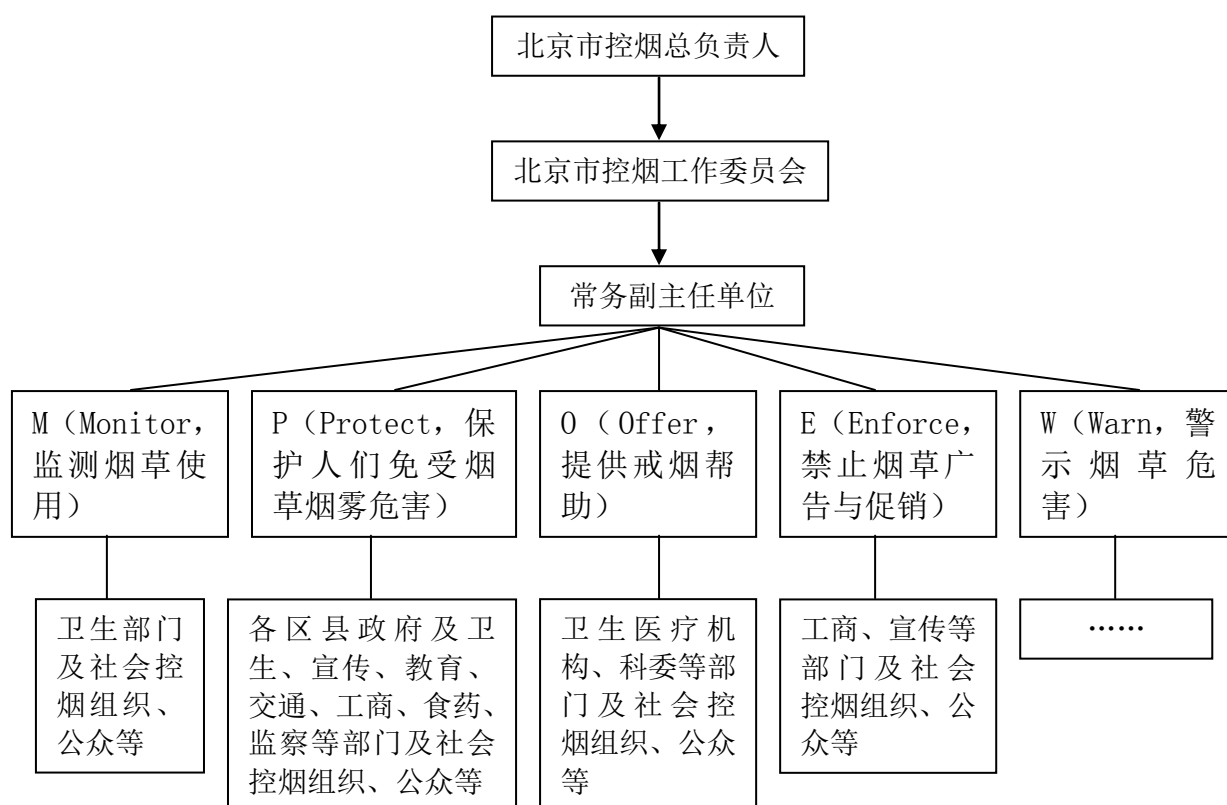 北京市控烟总负责人
北京市控烟工作委员会
常务副主任单位
M（Monitor，
监测烟草使
用）
P（Protect，保
护人们免受烟
草烟雾危害）
O（Offer，
提供戒烟帮
助）
E（Enforce，
禁止烟草广
告与促销）
W（Warn，警
示烟草危
害）
卫生部门
及社会控
烟组织、
公众等
各区县政府及卫
生、宣传、教育、
交通、工商、食药、
监察等部门及社会
控烟组织、公众等
卫生医疗机
构、科委等部
门及社会控
烟组织、公众
等
工商、宣传等
部门及社会
控烟组织、公
众等
……